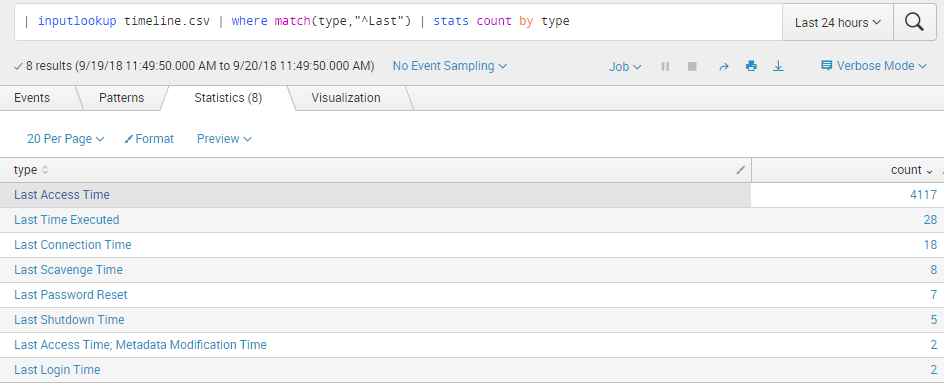 | inputlookup timeline.csv | where match(type,"^Last") | stats count by type
Last 24 hours
8 results (9/19/18 11:49:50.000 AM to 9/20/18 11:49:50.000 AM)
No Event Sampling
Job
Verbose Mode
Events
Patterns
Statistics (8)
Visualization
20 Per Page
Format
Preview
type
count
Last Access Time 4117
Last Time Executed 28
Last Connection Time 18
Last Scavenge Time 8
Last Password Reset 7
Last Shutdown Time 5
Last Access Time; Metadata Modification Time 2
Last Login Time 2